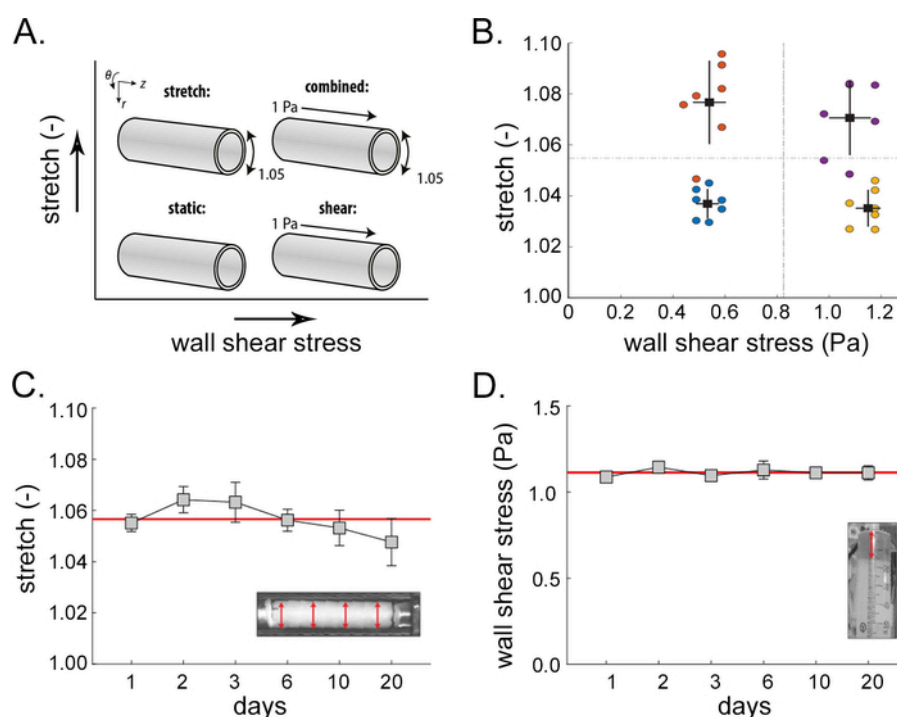 A.
θ
z
r
stretch:
combined:
1 Pa
1.05
1.05
static:
shear:
1 Pa
stretch (-)
wall shear stress
B.
1.10
1.08
1.06
1.04
1.02
1.00
stretch (-)
0 0.2 0.4 0.6 0.8 1.0 1.2
wall shear stress (Pa)
C.
1.10
1.08
1.06
1.04
1.02
1.00
stretch (-)
1 2 3 6 10 20
days
D.
1.5
1.0
0.5
0.0
wall shear stress (Pa)
1 2 3 6 10 20
days